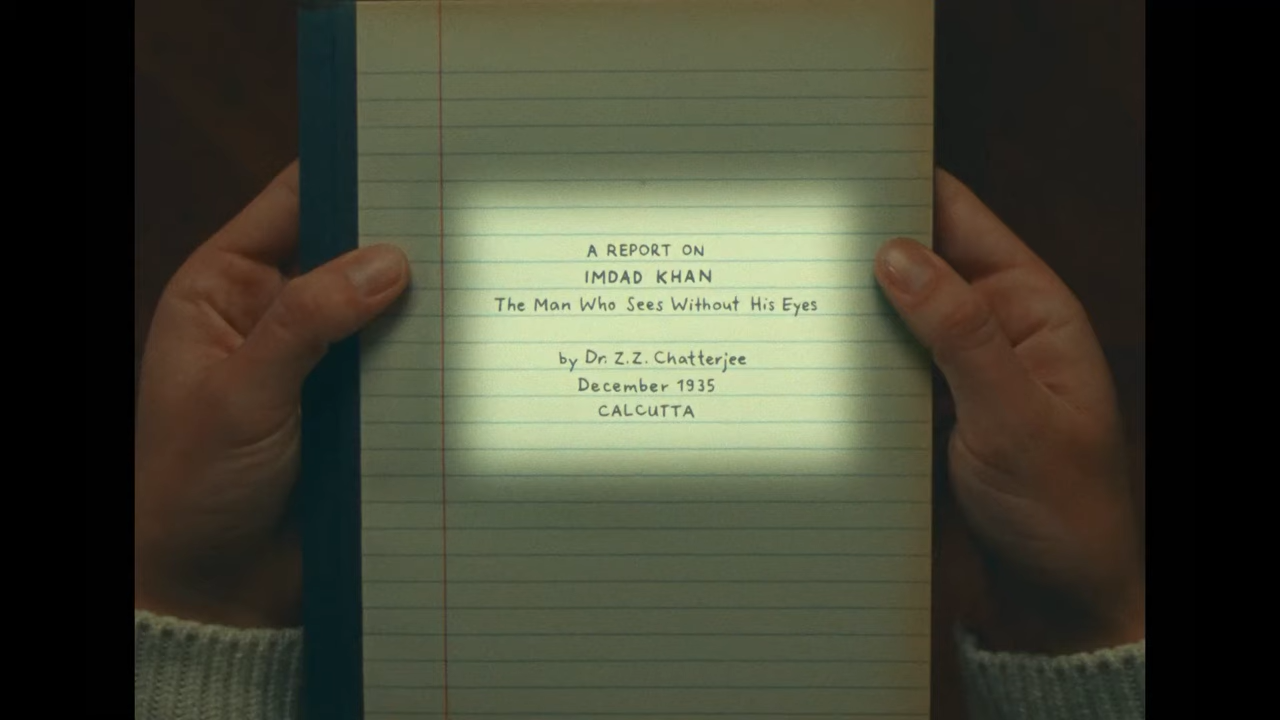 A REPORT ON
IMDAD KHAN
The Man Who Sees Without His Eyes
by Dr. Z.Z. Chatterjee
December 1935
CALCUTTA